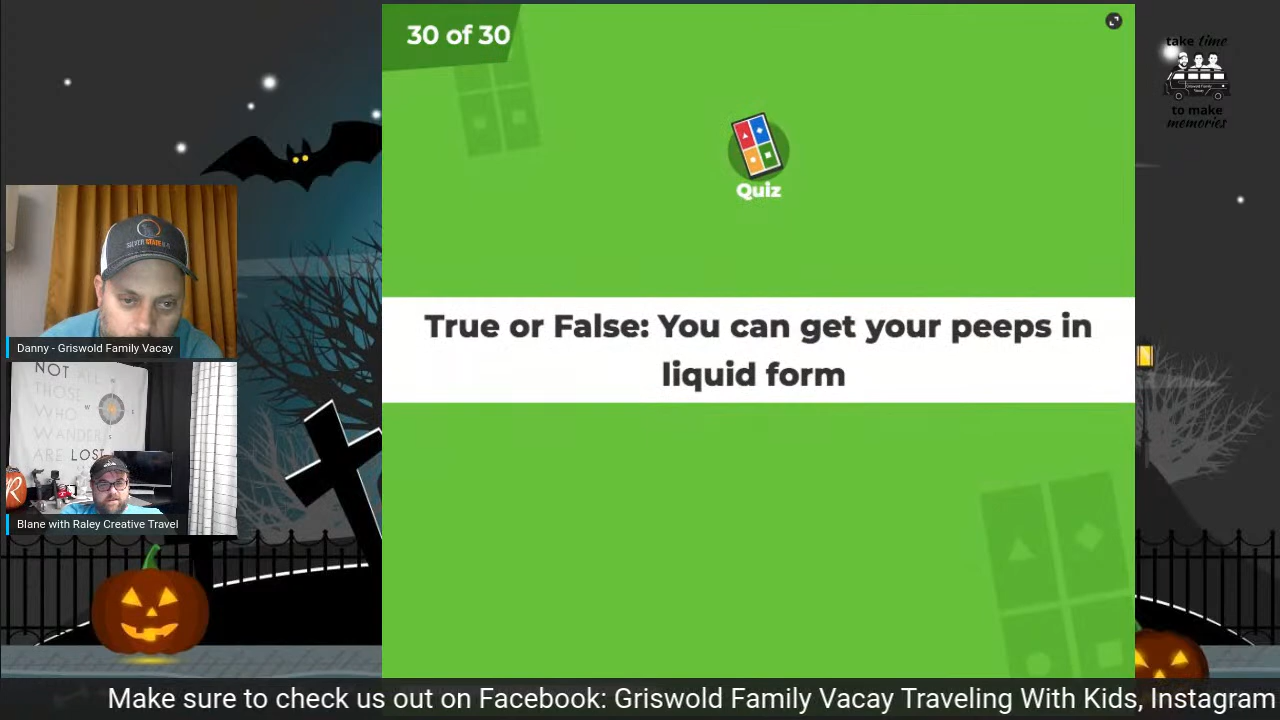 30 of 30
take time
to make
memories
Quiz
True or False: You can get your peeps in
liquid form
SILVER
Danny - Griswold Family Vacay
NOT ALL
THOSE
WHO
WANDER
ARE LOST
Blane with Raley Creative Travel
Make sure to check us out on Facebook: Griswold Family Vacay Traveling With Kids, Instagram